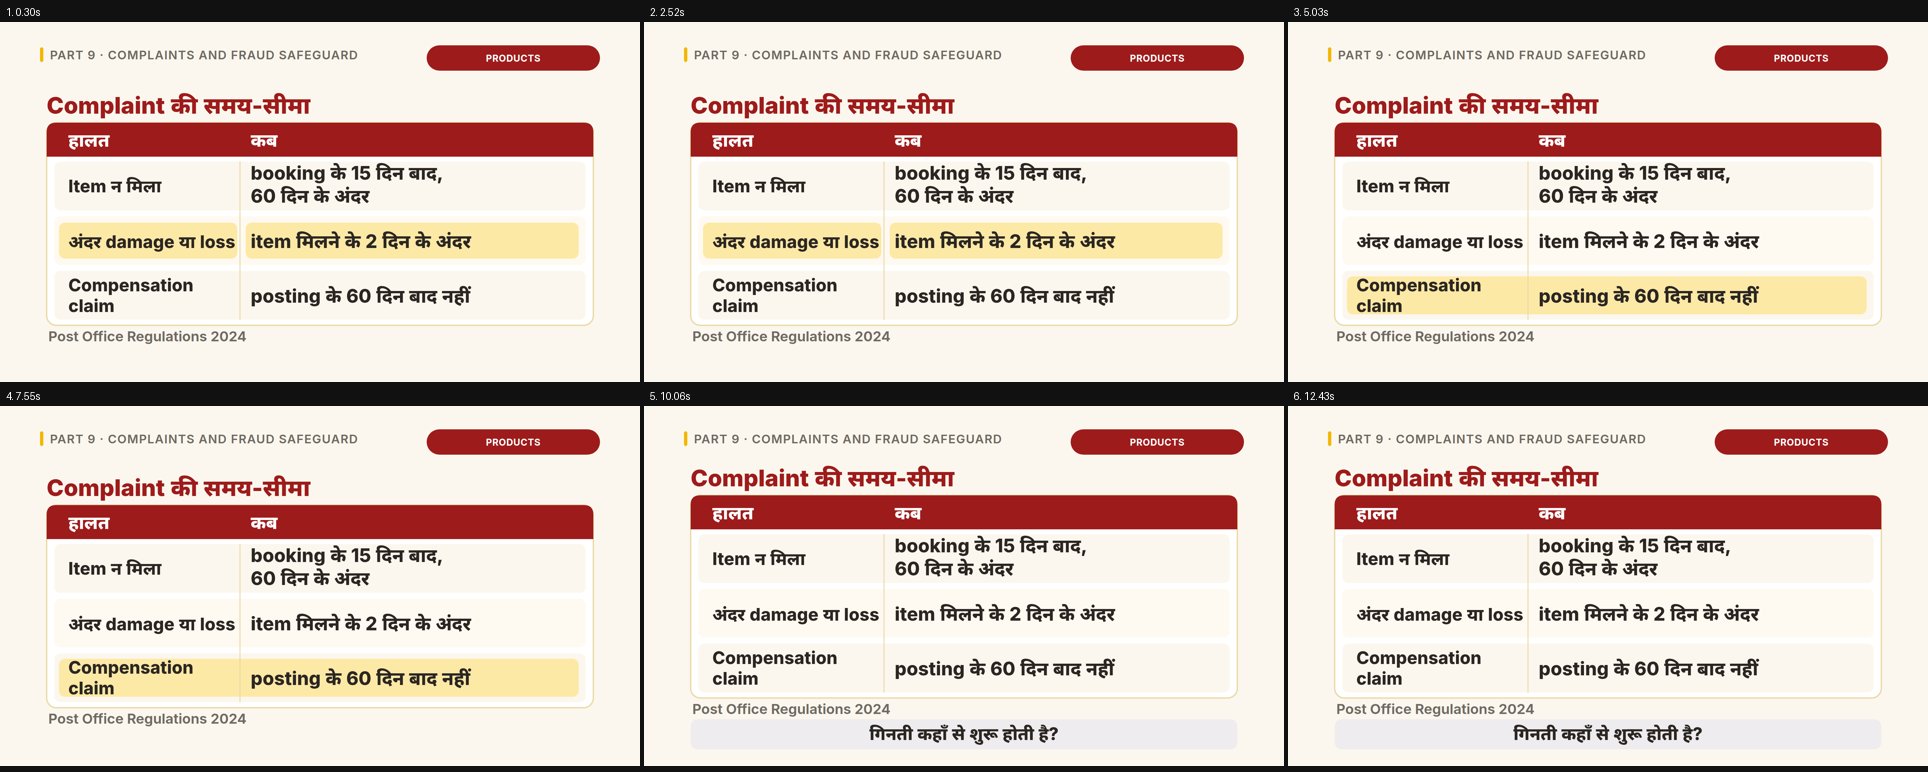 1. 0.30s
PART 9 · COMPLAINTS AND FRAUD SAFEGUARD
PRODUCTS
Complaint की समय-सीमा
हालत कब
Item न मिला booking के 15 दिन बाद,
60 दिन के अंदर
अंदर damage या loss item मिलने के 2 दिन के अंदर
Compensation
claim posting के 60 दिन बाद नहीं
Post Office Regulations 2024
2. 2.52s
PART 9 · COMPLAINTS AND FRAUD SAFEGUARD
PRODUCTS
Complaint की समय-सीमा
हालत कब
Item न मिला booking के 15 दिन बाद,
60 दिन के अंदर
अंदर damage या loss item मिलने के 2 दिन के अंदर
Compensation
claim posting के 60 दिन बाद नहीं
Post Office Regulations 2024
3. 5.03s
PART 9 · COMPLAINTS AND FRAUD SAFEGUARD
PRODUCTS
Complaint की समय-सीमा
हालत कब
Item न मिला booking के 15 दिन बाद,
60 दिन के अंदर
अंदर damage या loss item मिलने के 2 दिन के अंदर
Compensation
claim posting के 60 दिन बाद नहीं
Post Office Regulations 2024
4. 7.55s
PART 9 · COMPLAINTS AND FRAUD SAFEGUARD
PRODUCTS
Complaint की समय-सीमा
हालत कब
Item न मिला booking के 15 दिन बाद,
60 दिन के अंदर
अंदर damage या loss item मिलने के 2 दिन के अंदर
Compensation
claim posting के 60 दिन बाद नहीं
Post Office Regulations 2024
5. 10.06s
PART 9 · COMPLAINTS AND FRAUD SAFEGUARD
PRODUCTS
Complaint की समय-सीमा
हालत कब
Item न मिला booking के 15 दिन बाद,
60 दिन के अंदर
अंदर damage या loss item मिलने के 2 दिन के अंदर
Compensation
claim posting के 60 दिन बाद नहीं
Post Office Regulations 2024
गिनती कहाँ से शुरू होती है?
6. 12.43s
PART 9 · COMPLAINTS AND FRAUD SAFEGUARD
PRODUCTS
Complaint की समय-सीमा
हालत कब
Item न मिला booking के 15 दिन बाद,
60 दिन के अंदर
अंदर damage या loss item मिलने के 2 दिन के अंदर
Compensation
claim posting के 60 दिन बाद नहीं
Post Office Regulations 2024
गिनती कहाँ से शुरू होती है?